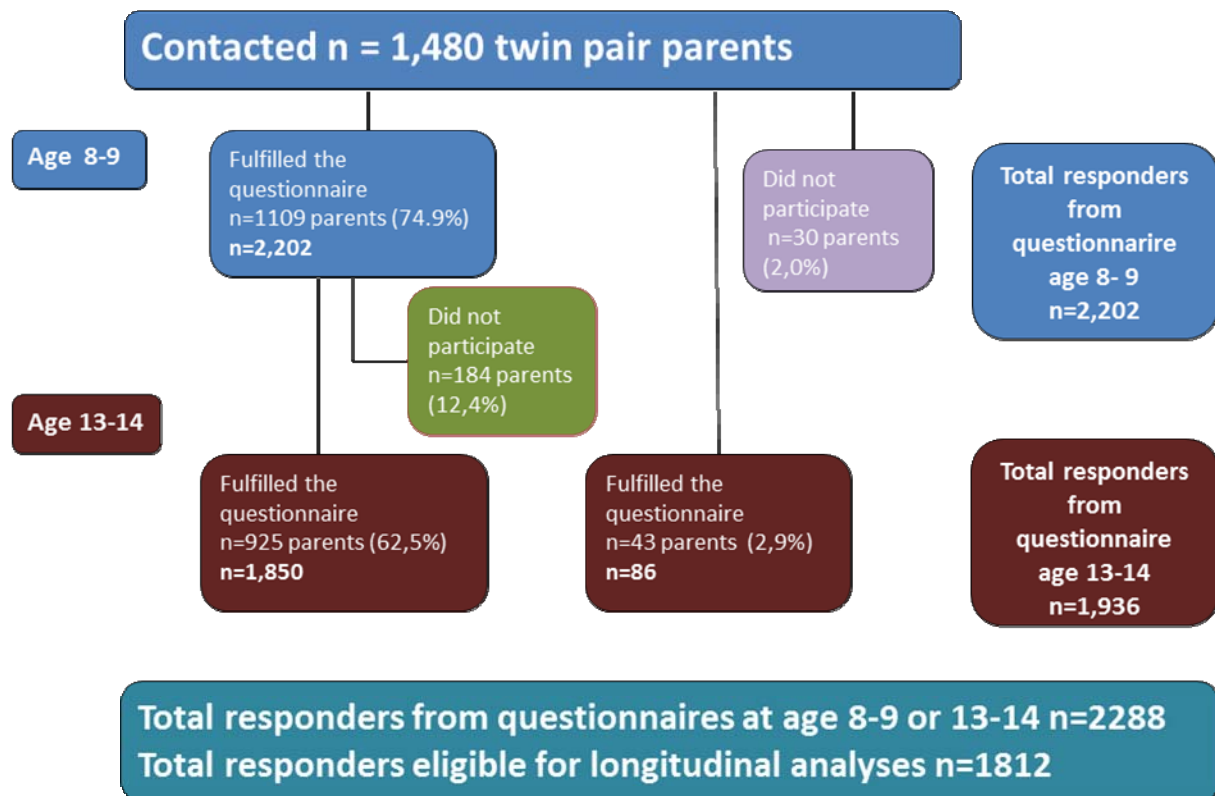 Contacted n = 1,480 twin pair parents
Age 8-9
Fulfilled the
questionnaire
n=1109 parents (74.9%)
n=2,202
Did not
participate
n=30 parents
(2,0%)
Total responders
from
questionnarire
age 8- 9
n=2,202
Did not
participate
n=184 parents
(12,4%)
Age 13-14
Fulfilled the
questionnaire
n=925 parents (62,5%)
n=1,850
Fulfilled the
questionnaire
n=43 parents (2,9%)
n=86
Total responders
from
questionnaire
age 13-14
n=1,936
Total responders from questionnaires at age 8-9 or 13-14 n=2288
Total responders eligible for longitudinal analyses n=1812